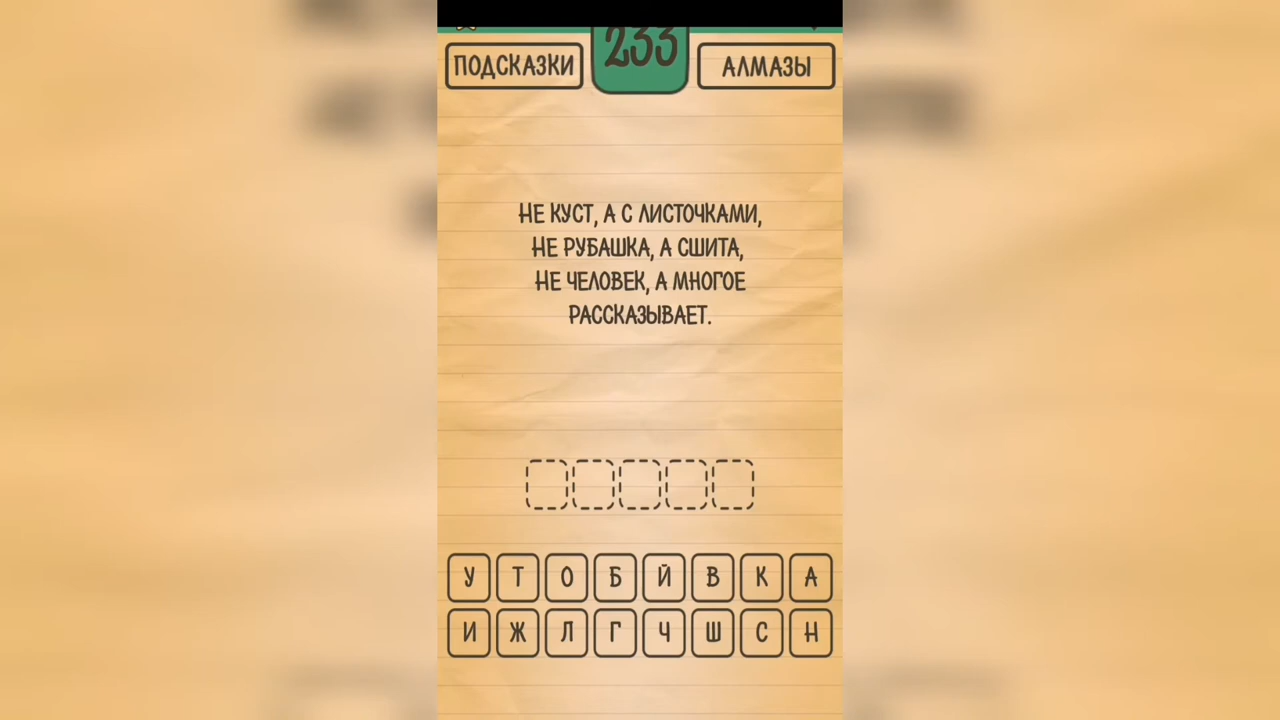 ПОДСКАЗКИ
233
АЛМАЗЫ
НЕ КУСТ, А С ЛИСТОЧКАМИ,
НЕ РУБАШКА, А СШИТА,
НЕ ЧЕЛОВЕК, А МНОГОЕ
РАССКАЗЫВАЕТ.
У Т О Б Й В К А
И Ж Л Г Ч Ш С Н